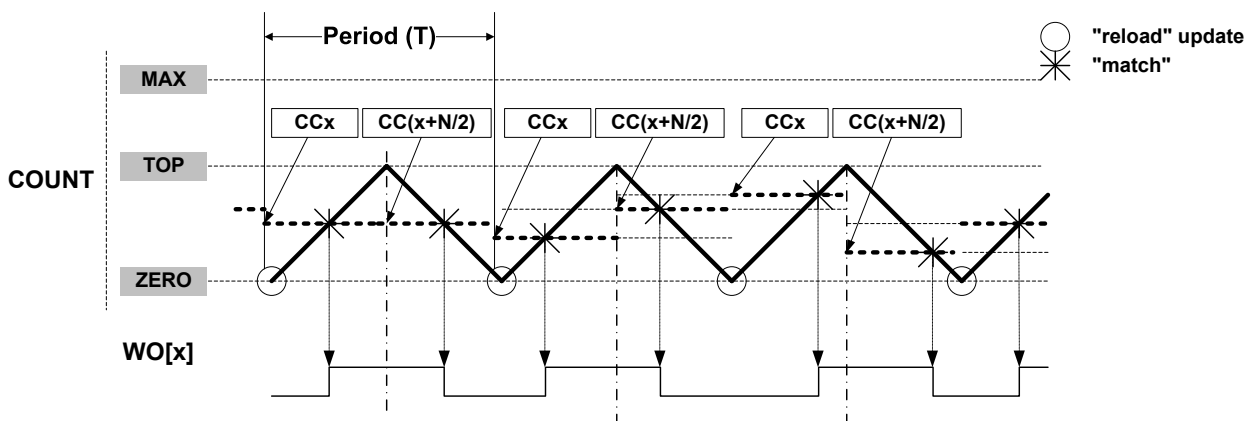 Period (T)
"reload" update
"match"
MAX
CCx
CC(x+N/2)
CCx
CC(x+N/2)
CCx
CC(x+N/2)
TOP
COUNT
ZERO
WO[x]